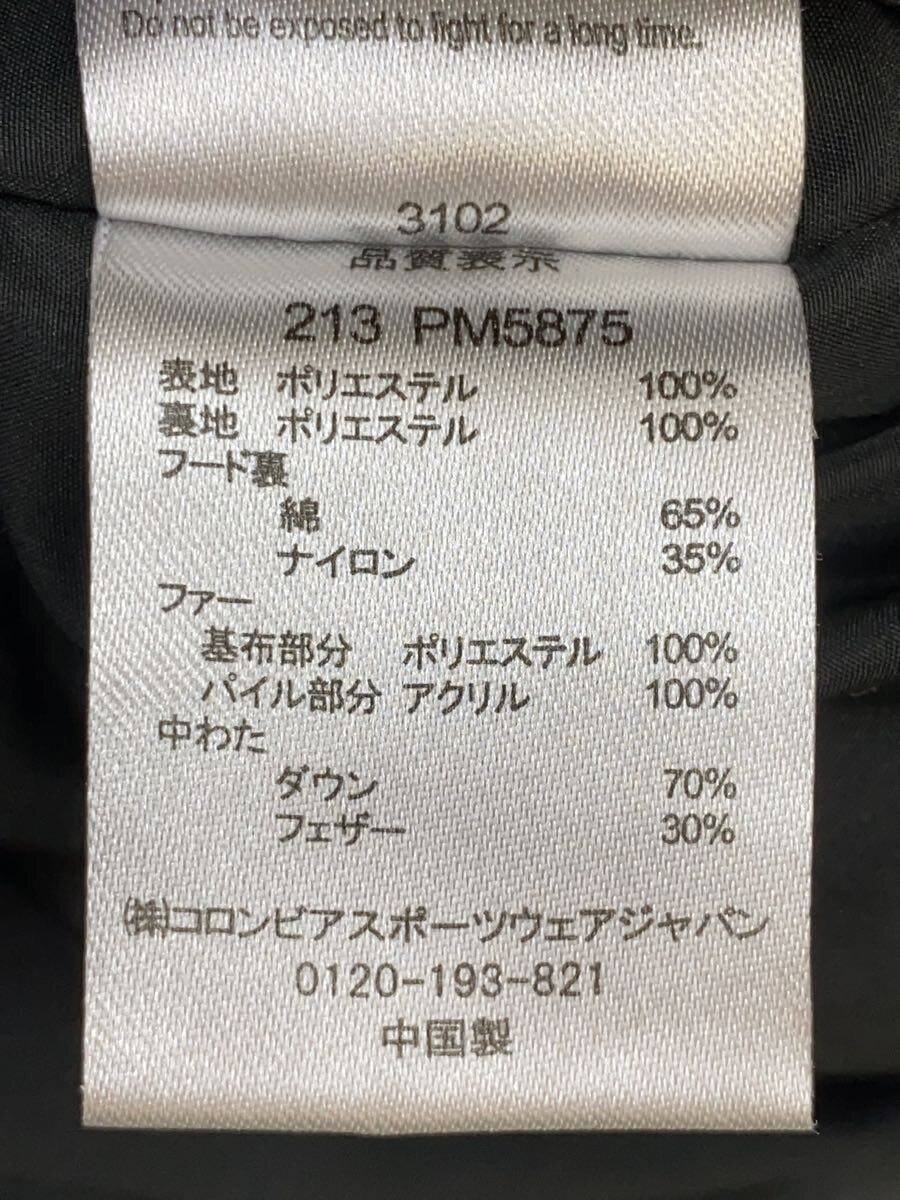 Do not be exposed to light for a long time.
3102
品質表示
213 PM5875
表地 ポリエステル 100%
裏地 ポリエステル 100%
フード裏
綿 65%
ナイロン 35%
ファー
基布部分 ポリエステル 100%
パイル部分 アクリル 100%
中わた
ダウン 70%
フェザー 30%
㈱コロンビアスポーツウェアジャパン
0120-193-821
中国製